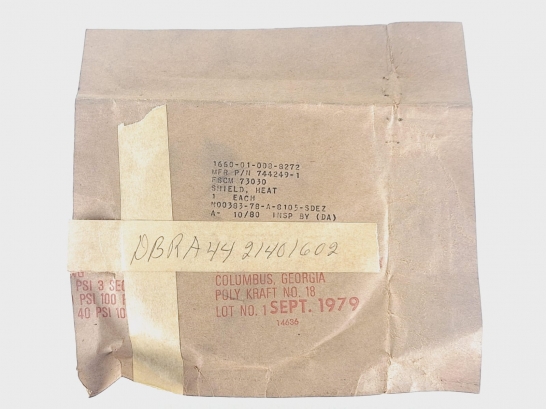 1660-01-008-8272
MFR P/N 744249-1
FSCM 73030
SHIELD, HEAT
1 EACH
N00383-78-A-8105-SDEZ
A- 10/80 INSP BY (DA)
DBRA44 21401602
PSI 3 SEC
PSI 100
40 PSI 10
COLUMBUS, GEORGIA
POLY KRAFT NO. 18
LOT NO. 1 SEPT. 1979
14636